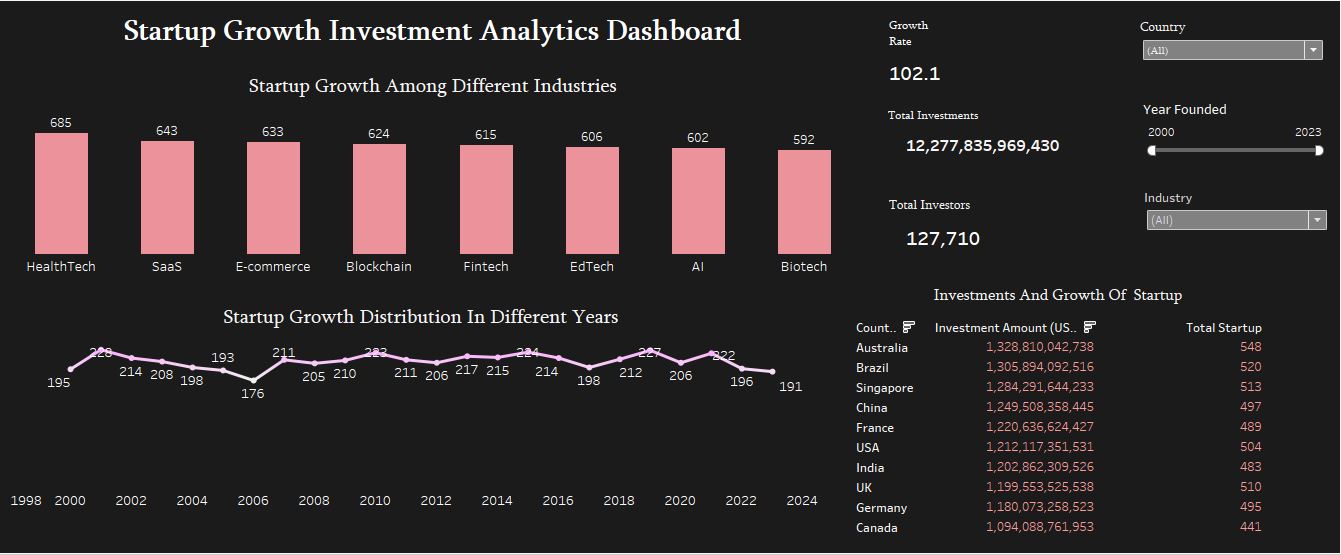 Startup Growth Investment Analytics Dashboard
Startup Growth Among Different Industries
685 643 633 624 615 606 602 592
HealthTech SaaS E-commerce Blockchain Fintech EdTech AI Biotech
Startup Growth Distribution In Different Years
195 228 214 208 198 193 176 211 205 210 223 211 206 217 215 224 214 198 212 227 206 222 196 191
1998 2000 2002 2004 2006 2008 2010 2012 2014 2016 2018 2020 2022 2024
Growth
Rate
102.1
Total Investments
12,277,835,969,430
Total Investors
127,710
Country
(All)
Year Founded
2000 2023
Industry
(All)
Investments And Growth Of Startup
Count.. Investment Amount (US.. Total Startup
Australia 1,328,810,042,738 548
Brazil 1,305,894,092,516 520
Singapore 1,284,291,644,233 513
China 1,249,508,358,445 497
France 1,220,636,624,427 489
USA 1,212,117,351,531 504
India 1,202,862,309,526 483
UK 1,199,553,525,538 510
Germany 1,180,073,258,523 495
Canada 1,094,088,761,953 441